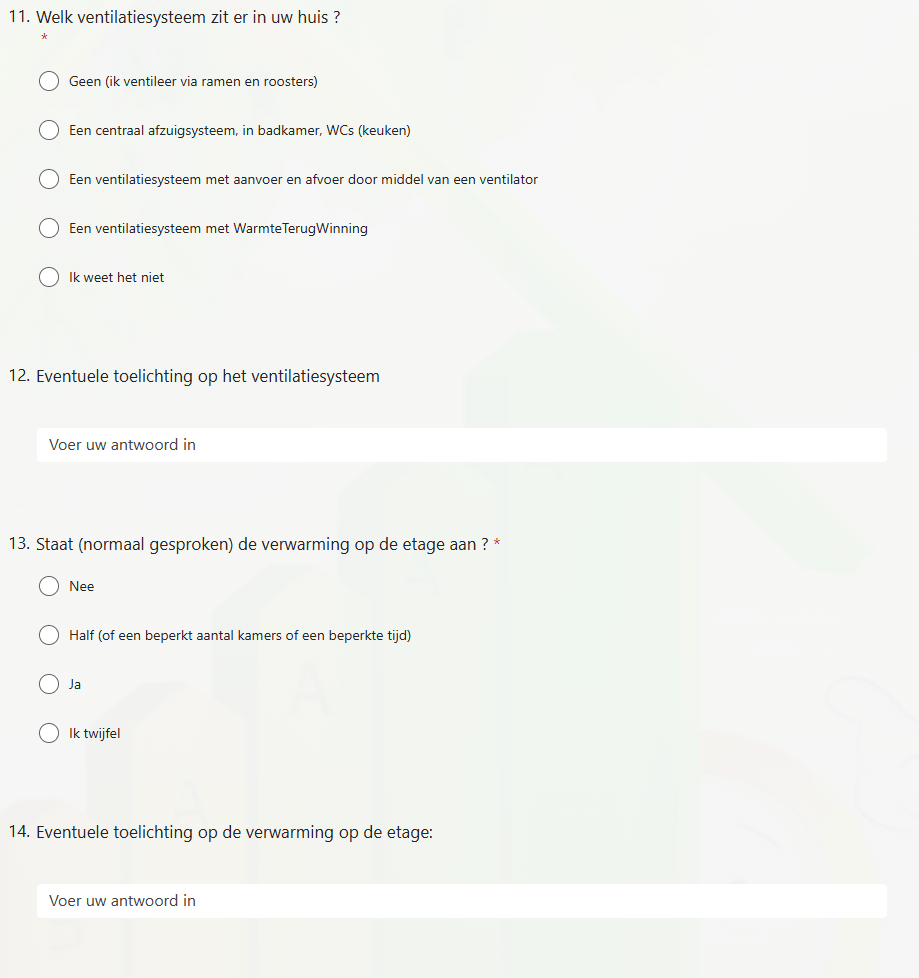 11. Welk ventilatiesysteem zit er in uw huis ?
*
Geen (ik ventileer via ramen en roosters)
Een centraal afzuigsysteem, in badkamer, WCs (keuken)
Een ventilatiesysteem met aanvoer en afvoer door middel van een ventilator
Een ventilatiesysteem met WarmteTerugWinning
Ik weet het niet
12. Eventuele toelichting op het ventilatiesysteem
Voer uw antwoord in
13. Staat (normaal gesproken) de verwarming op de etage aan ? *
Nee
Half (of een beperkt aantal kamers of een beperkte tijd)
Ja
Ik twijfel
14. Eventuele toelichting op de verwarming op de etage:
Voer uw antwoord in